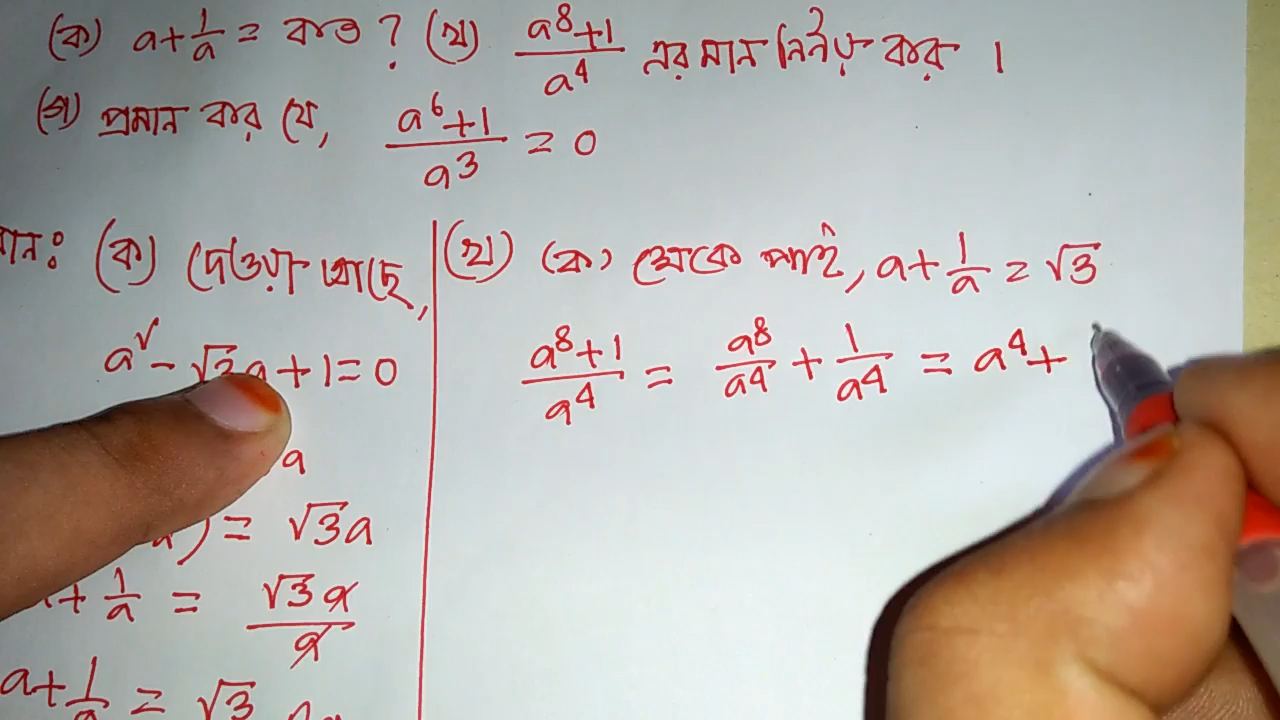 (ক) a + 1/a = কত ? (খ) (a⁸+1)/a⁴ এর মান নির্নয় কর ।
(গ) প্রমান কর যে, (a⁶+1)/a³ = 0
মান: (ক) দেওয়া আছে,
a² - √3a + 1 = 0
a
a) = √3a
+ 1/a = √3a/a
a + 1/a = √3
(খ) (ক) থেকে পাই, a + 1/a = √3
(a⁸+1)/a⁴ = a⁸/a⁴ + 1/a⁴ = a⁴ +